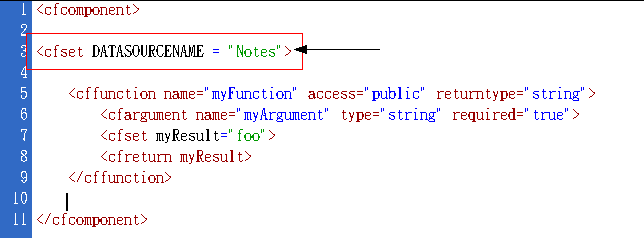 1 <cfcomponent>
2
3 <cfset DATASOURCENAME = "Notes">
4
5 <cffunction name="myFunction" access="public" returntype="string">
6 <cfargument name="myArgument" type="string" required="true">
7 <cfset myResult="foo">
8 <cfreturn myResult>
9 </cffunction>
10
11 </cfcomponent>